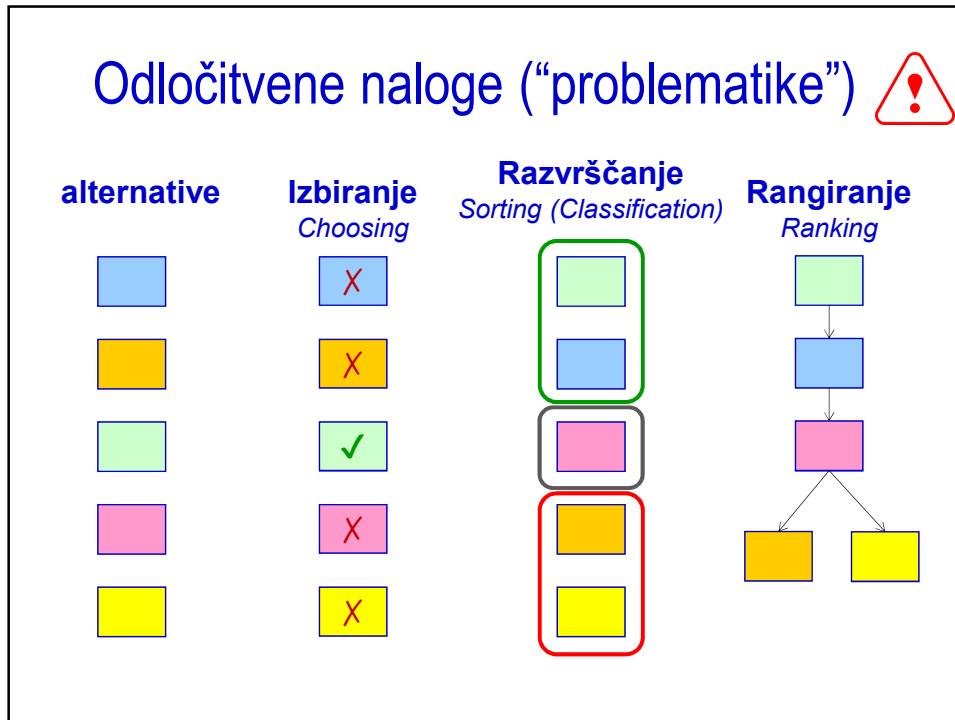 Odločitvene naloge (“problematike”)
alternative
Izbiranje
Choosing
Razvrščanje
Sorting (Classification)
Rangiranje
Ranking